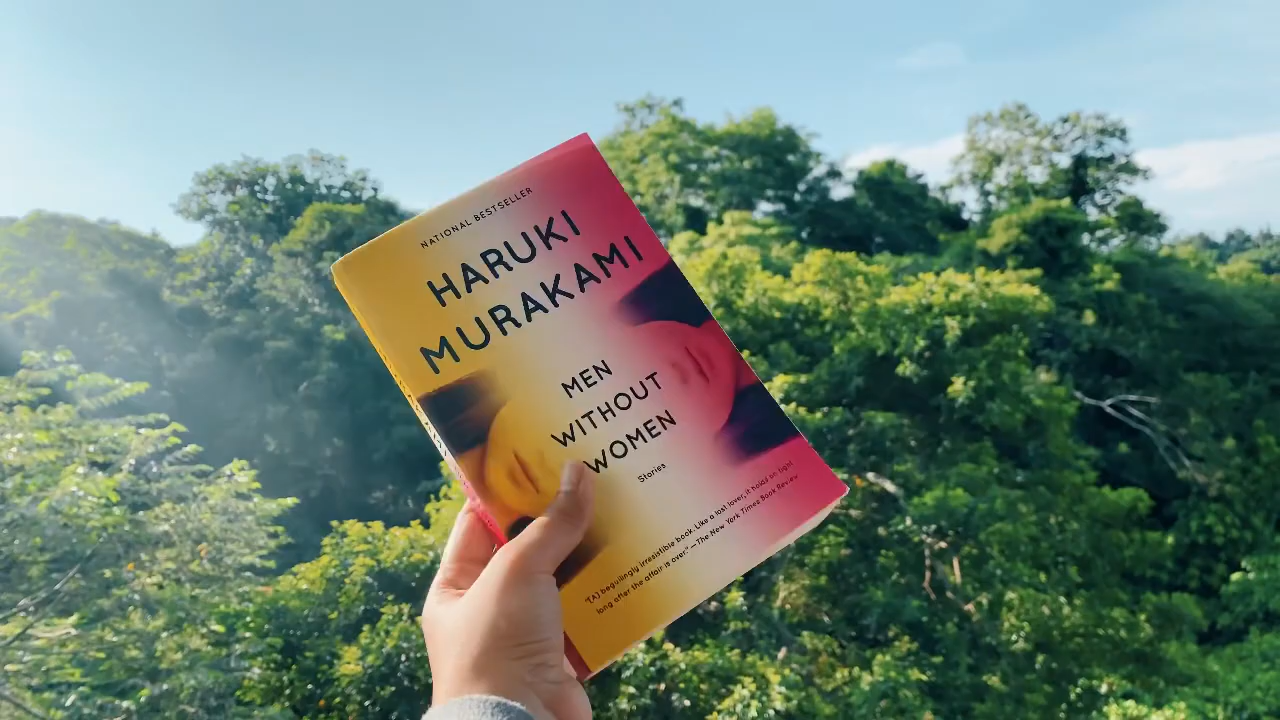 NATIONAL BESTSELLER
HARUKI
MURAKAMI
MEN
WITHOUT
WOMEN
Stories
"[A] beguilingly irresistible book. Like a lost lover, it holds on tight
long after the affair is over."—The New York Times Book Review